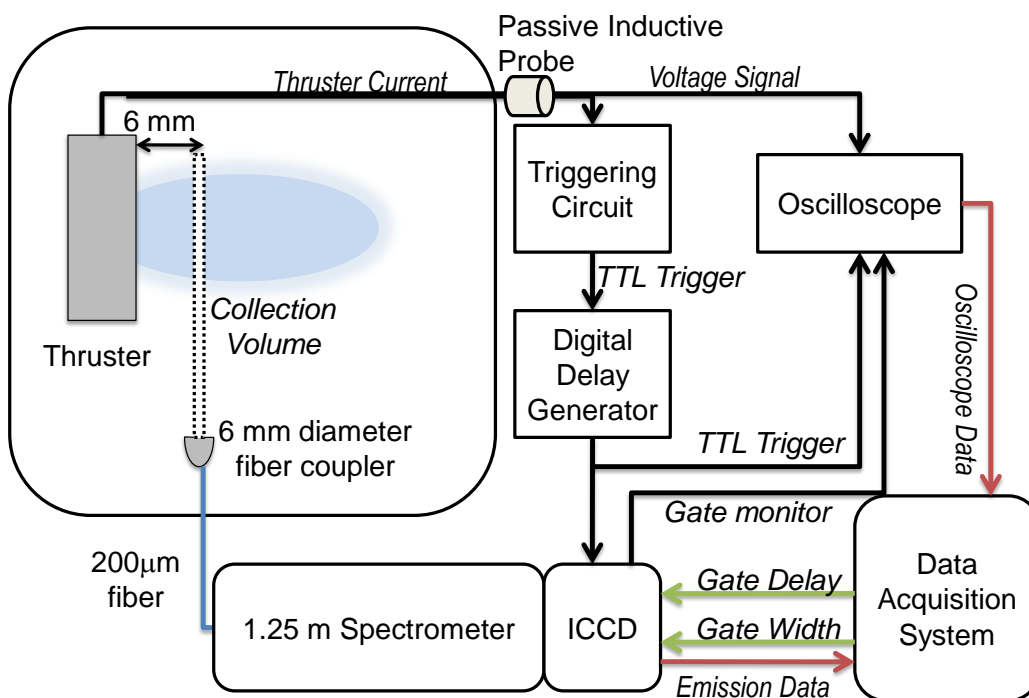 Passive Inductive
Probe
Thruster Current
Voltage Signal
6 mm
Triggering
Circuit
Oscilloscope
TTL Trigger
Collection
Volume
Thruster
Digital
Delay
Generator
Oscilloscope Data
6 mm diameter
fiber coupler
TTL Trigger
Gate monitor
200μm
fiber
1.25 m Spectrometer
ICCD
Gate Delay
Gate Width
Emission Data
Data
Acquisition
System